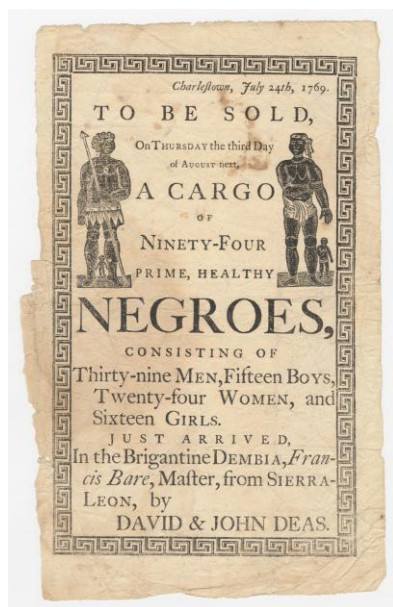 Charleſtown, July 24th, 1769.
TO BE SOLD,
On THURSDAY the third Day
of AUGUST next,
A CARGO
OF
NINETY-FOUR
PRIME, HEALTHY
NEGROES,
CONSISTING OF
Thirty-nine MEN, Fifteen BOYS,
Twenty-four WOMEN, and
Sixteen GIRLS.
JUST ARRIVED,
In the Brigantine DEMBIA, Fran-
cis Bare, Maſter, from SIERRA-
LEON, by
DAVID & JOHN DEAS.